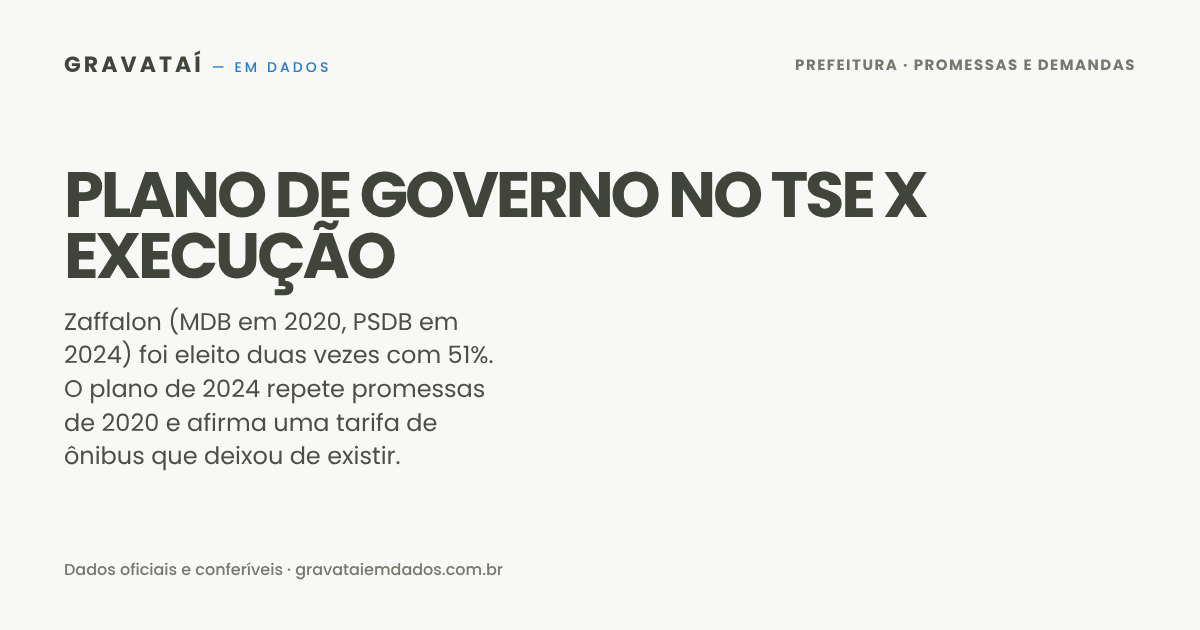 GRAVATAÍ — EM DADOS
PREFEITURA · PROMESSAS E DEMANDAS
PLANO DE GOVERNO NO TSE X
EXECUÇÃO
Zaffalon (MDB em 2020, PSDB em
2024) foi eleito duas vezes com 51%.
O plano de 2024 repete promessas
de 2020 e afirma uma tarifa de
ônibus que deixou de existir.
Dados oficiais e conferíveis · gravataiemdados.com.br